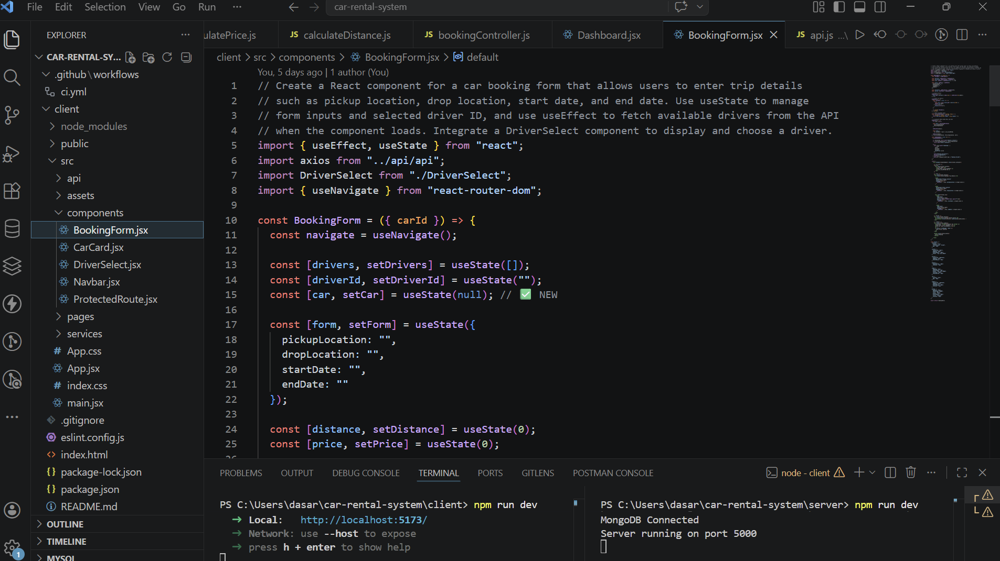 File Edit Selection View Go Run ··· car-rental-system
EXPLORER ···
CAR-RENTAL-SY...
.github\workflows
ci.yml
client
node_modules
public
src
api
assets
components
BookingForm.jsx
CarCard.jsx
DriverSelect.jsx
Navbar.jsx
ProtectedRoute.jsx
pages
services
# App.css
App.jsx
# index.css
main.jsx
.gitignore
eslint.config.js
<> index.html
{} package-lock.json
{} package.json
README.md
OUTLINE
TIMELINE
MYSQL
1
ulatePrice.js JS calculateDistance.js JS bookingController.js Dashboard.jsx BookingForm.jsx JS api.js ...\
client > src > components > BookingForm.jsx > default
You, 5 days ago | 1 author (You)
1 // Create a React component for a car booking form that allows users to enter trip details
2 // such as pickup location, drop location, start date, and end date. Use useState to manage
3 // form inputs and selected driver ID, and use useEffect to fetch available drivers from the API
4 // when the component loads. Integrate a DriverSelect component to display and choose a driver.
5 import { useEffect, useState } from "react";
6 import axios from "../api/api";
7 import DriverSelect from "./DriverSelect";
8 import { useNavigate } from "react-router-dom";
9
10 const BookingForm = ({ carId }) => {
11 const navigate = useNavigate();
12
13 const [drivers, setDrivers] = useState([]);
14 const [driverId, setDriverId] = useState("");
15 const [car, setCar] = useState(null); // ✅ NEW
16
17 const [form, setForm] = useState({
18 pickupLocation: "",
19 dropLocation: "",
20 startDate: "",
21 endDate: ""
22 });
23
24 const [distance, setDistance] = useState(0);
25 const [price, setPrice] = useState(0);
PROBLEMS OUTPUT DEBUG CONSOLE TERMINAL PORTS GITLENS POSTMAN CONSOLE node - client
PS C:\Users\dasar\car-rental-system\client> npm run dev
➜ Local: http://localhost:5173/
➜ Network: use --host to expose
➜ press h + enter to show help
PS C:\Users\dasar\car-rental-system\server> npm run dev
MongoDB Connected
Server running on port 5000